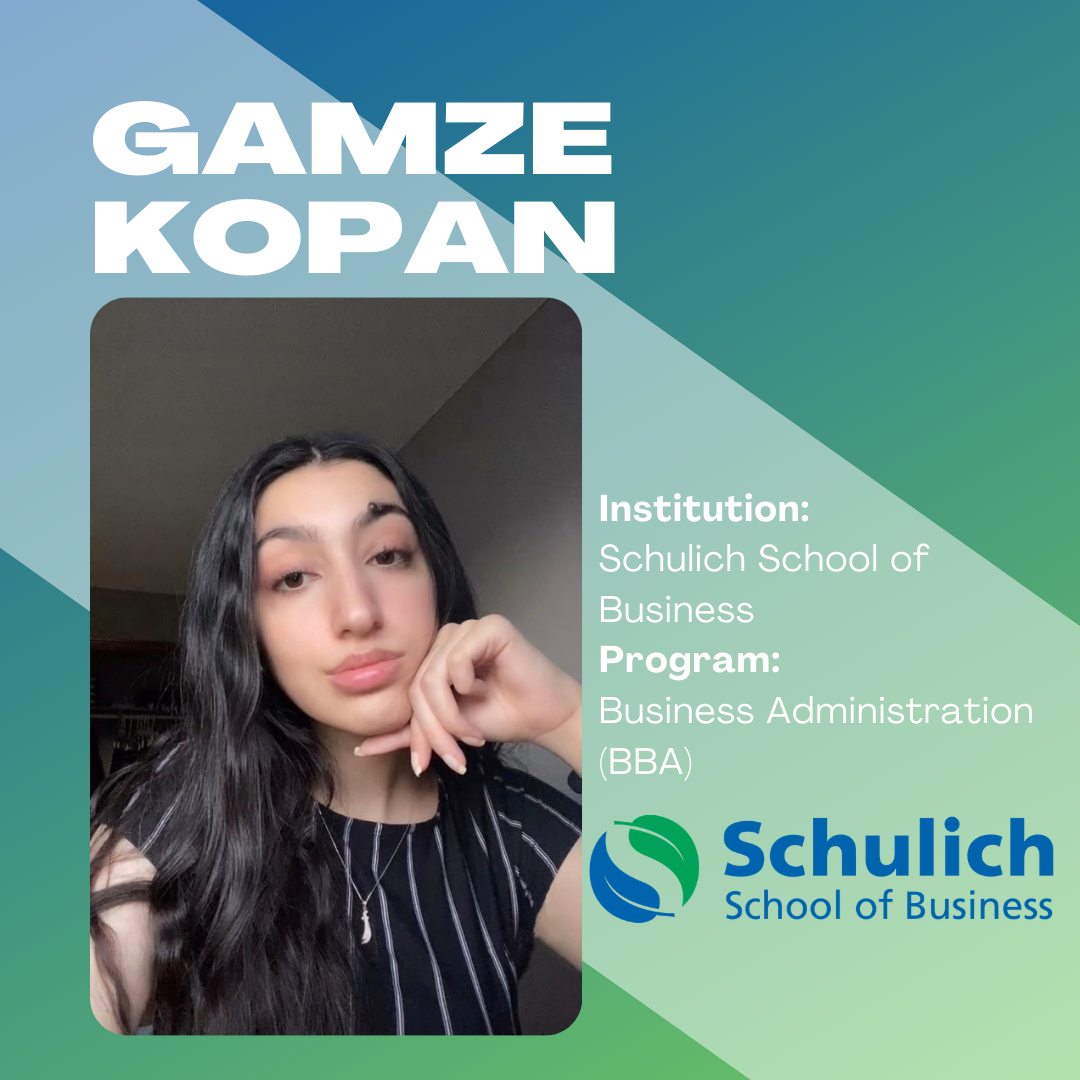 GAMZE
KOPAN
Institution:
Schulich School of
Business
Program:
Business Administration
(BBA)
Schulich
School of Business